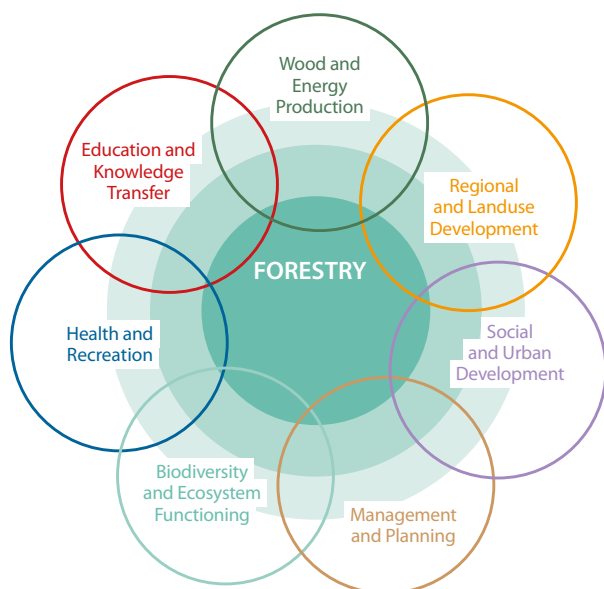 Wood and
Energy
Production
Education and
Knowledge
Transfer
Regional
and Landuse
Development
FORESTRY
Health and
Recreation
Social
and Urban
Development
Biodiversity
and Ecosystem
Functioning
Management
and Planning